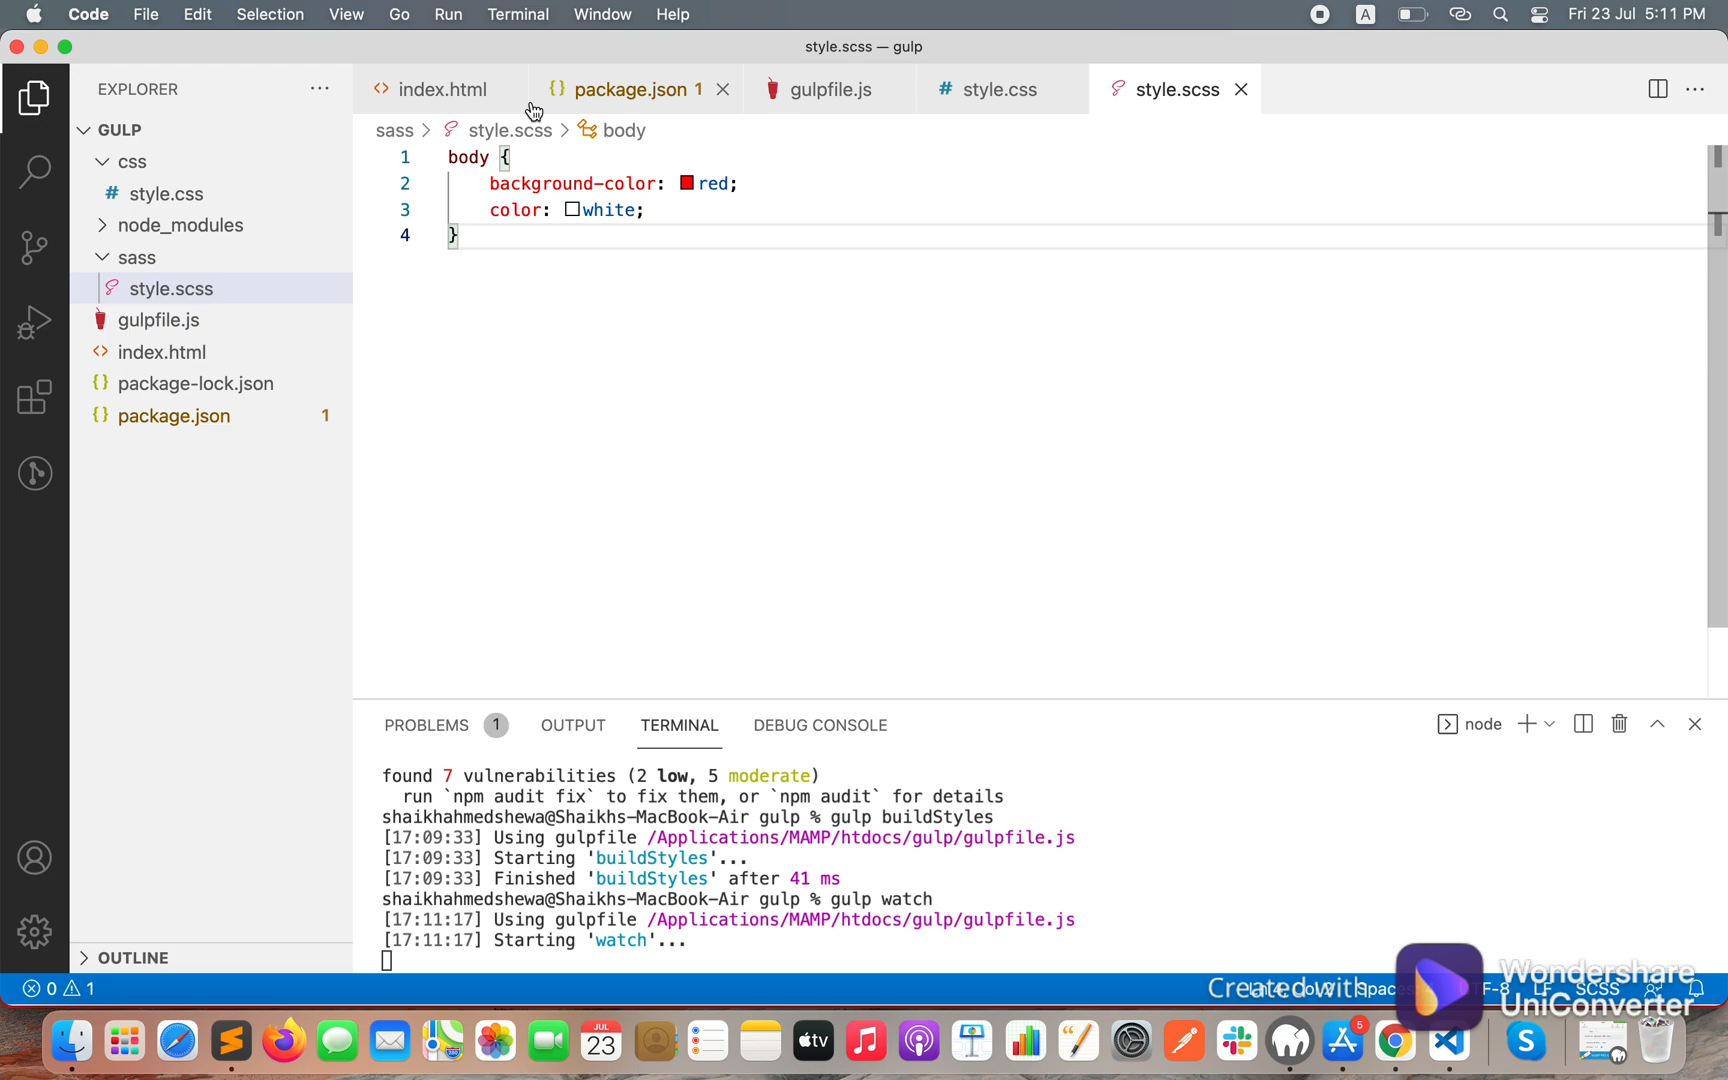 Code File Edit Selection View Go Run Terminal Window Help A Fri 23 Jul 5:11 PM
style.scss — gulp
EXPLORER
index.html
package.json 1
gulpfile.js
style.css
style.scss
sass > style.scss > body
GULP
css
style.css
node_modules
sass
style.scss
gulpfile.js
index.html
package-lock.json
package.json 1
OUTLINE
1 body {
2 background-color: red;
3 color: white;
4 }
PROBLEMS 1 OUTPUT TERMINAL DEBUG CONSOLE node
found 7 vulnerabilities (2 low, 5 moderate)
run `npm audit fix` to fix them, or `npm audit` for details
shaikhahmedshewa@Shaikhs-MacBook-Air gulp % gulp buildStyles
[17:09:33] Using gulpfile /Applications/MAMP/htdocs/gulp/gulpfile.js
[17:09:33] Starting 'buildStyles'...
[17:09:33] Finished 'buildStyles' after 41 ms
shaikhahmedshewa@Shaikhs-MacBook-Air gulp % gulp watch
[17:11:17] Using gulpfile /Applications/MAMP/htdocs/gulp/gulpfile.js
[17:11:17] Starting 'watch'...
0 1
LF SCSS
Created with
Wondershare
UniConverter
JUL
23
tv
5